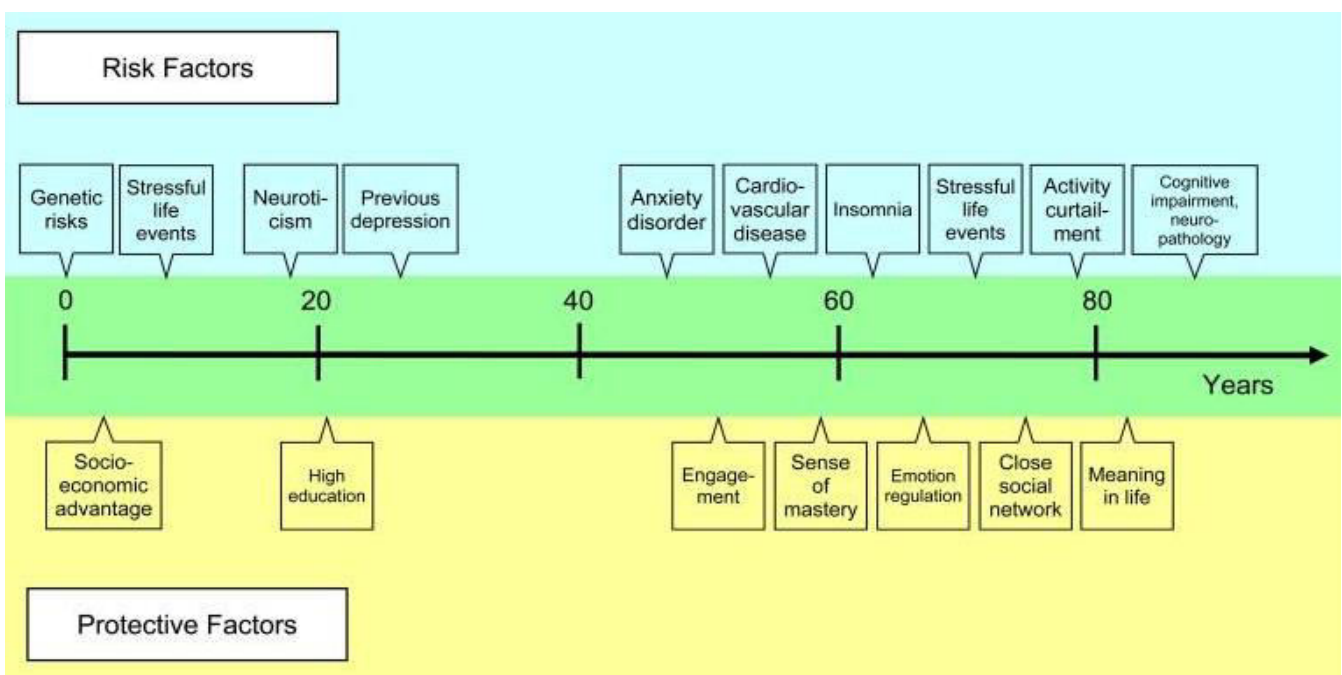 Risk Factors
Genetic
risks
Stressful
life
events
Neuroti-
cism
Previous
depression
Anxiety
disorder
Cardio-
vascular
disease
Insomnia
Stressful
life
events
Activity
curtail-
ment
Cognitive
impairment,
neuro-
pathology
0
20
40
60
80
Years
Socio-
economic
advantage
High
education
Engage-
ment
Sense
of
mastery
Emotion
regulation
Close
social
network
Meaning
in life
Protective Factors